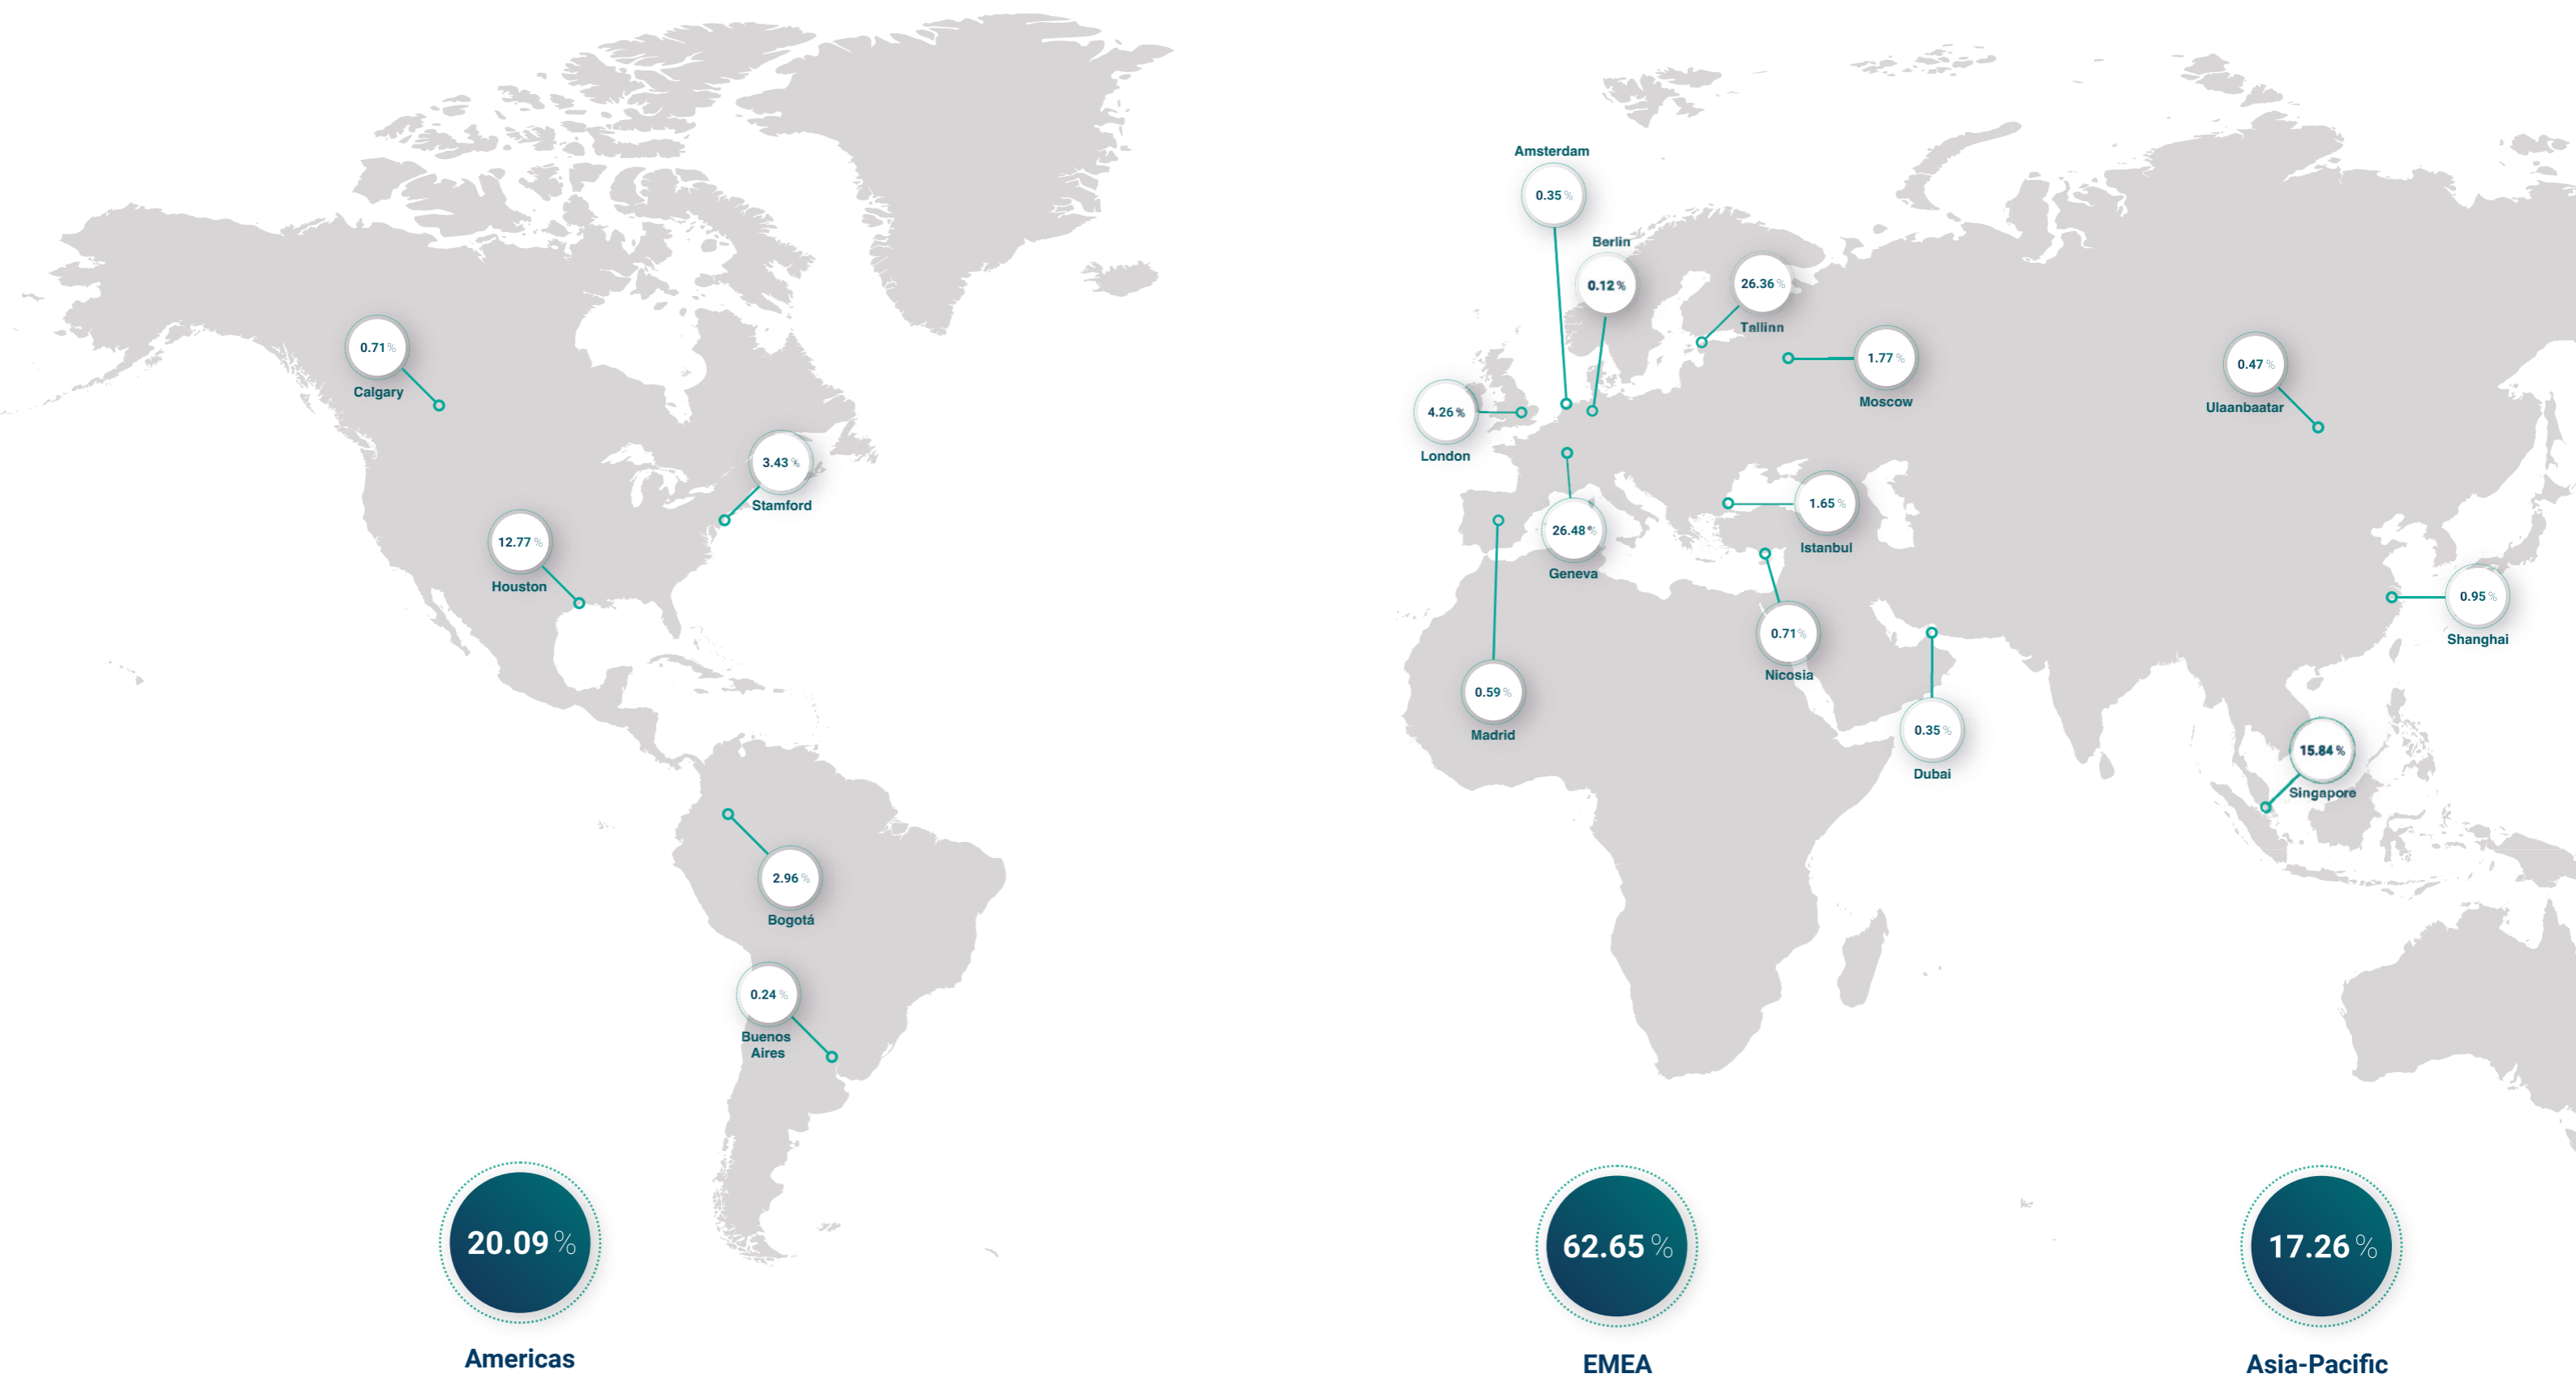 Amsterdam
0.35 %
Berlin
0.12 %
26.36 %
Tallinn
0.71 %
Calgary
1.77 %
Moscow
0.47 %
Ulaanbaatar
4.26 %
London
3.43 %
Stamford
1.65 %
Istanbul
26.48 %
Geneva
12.77 %
Houston
0.95 %
Shanghai
0.71 %
Nicosia
0.59 %
Madrid
0.35 %
Dubai
15.84 %
Singapore
2.96 %
Bogotá
0.24 %
Buenos
Aires
20.09 %
Americas
62.65 %
EMEA
17.26 %
Asia-Pacific